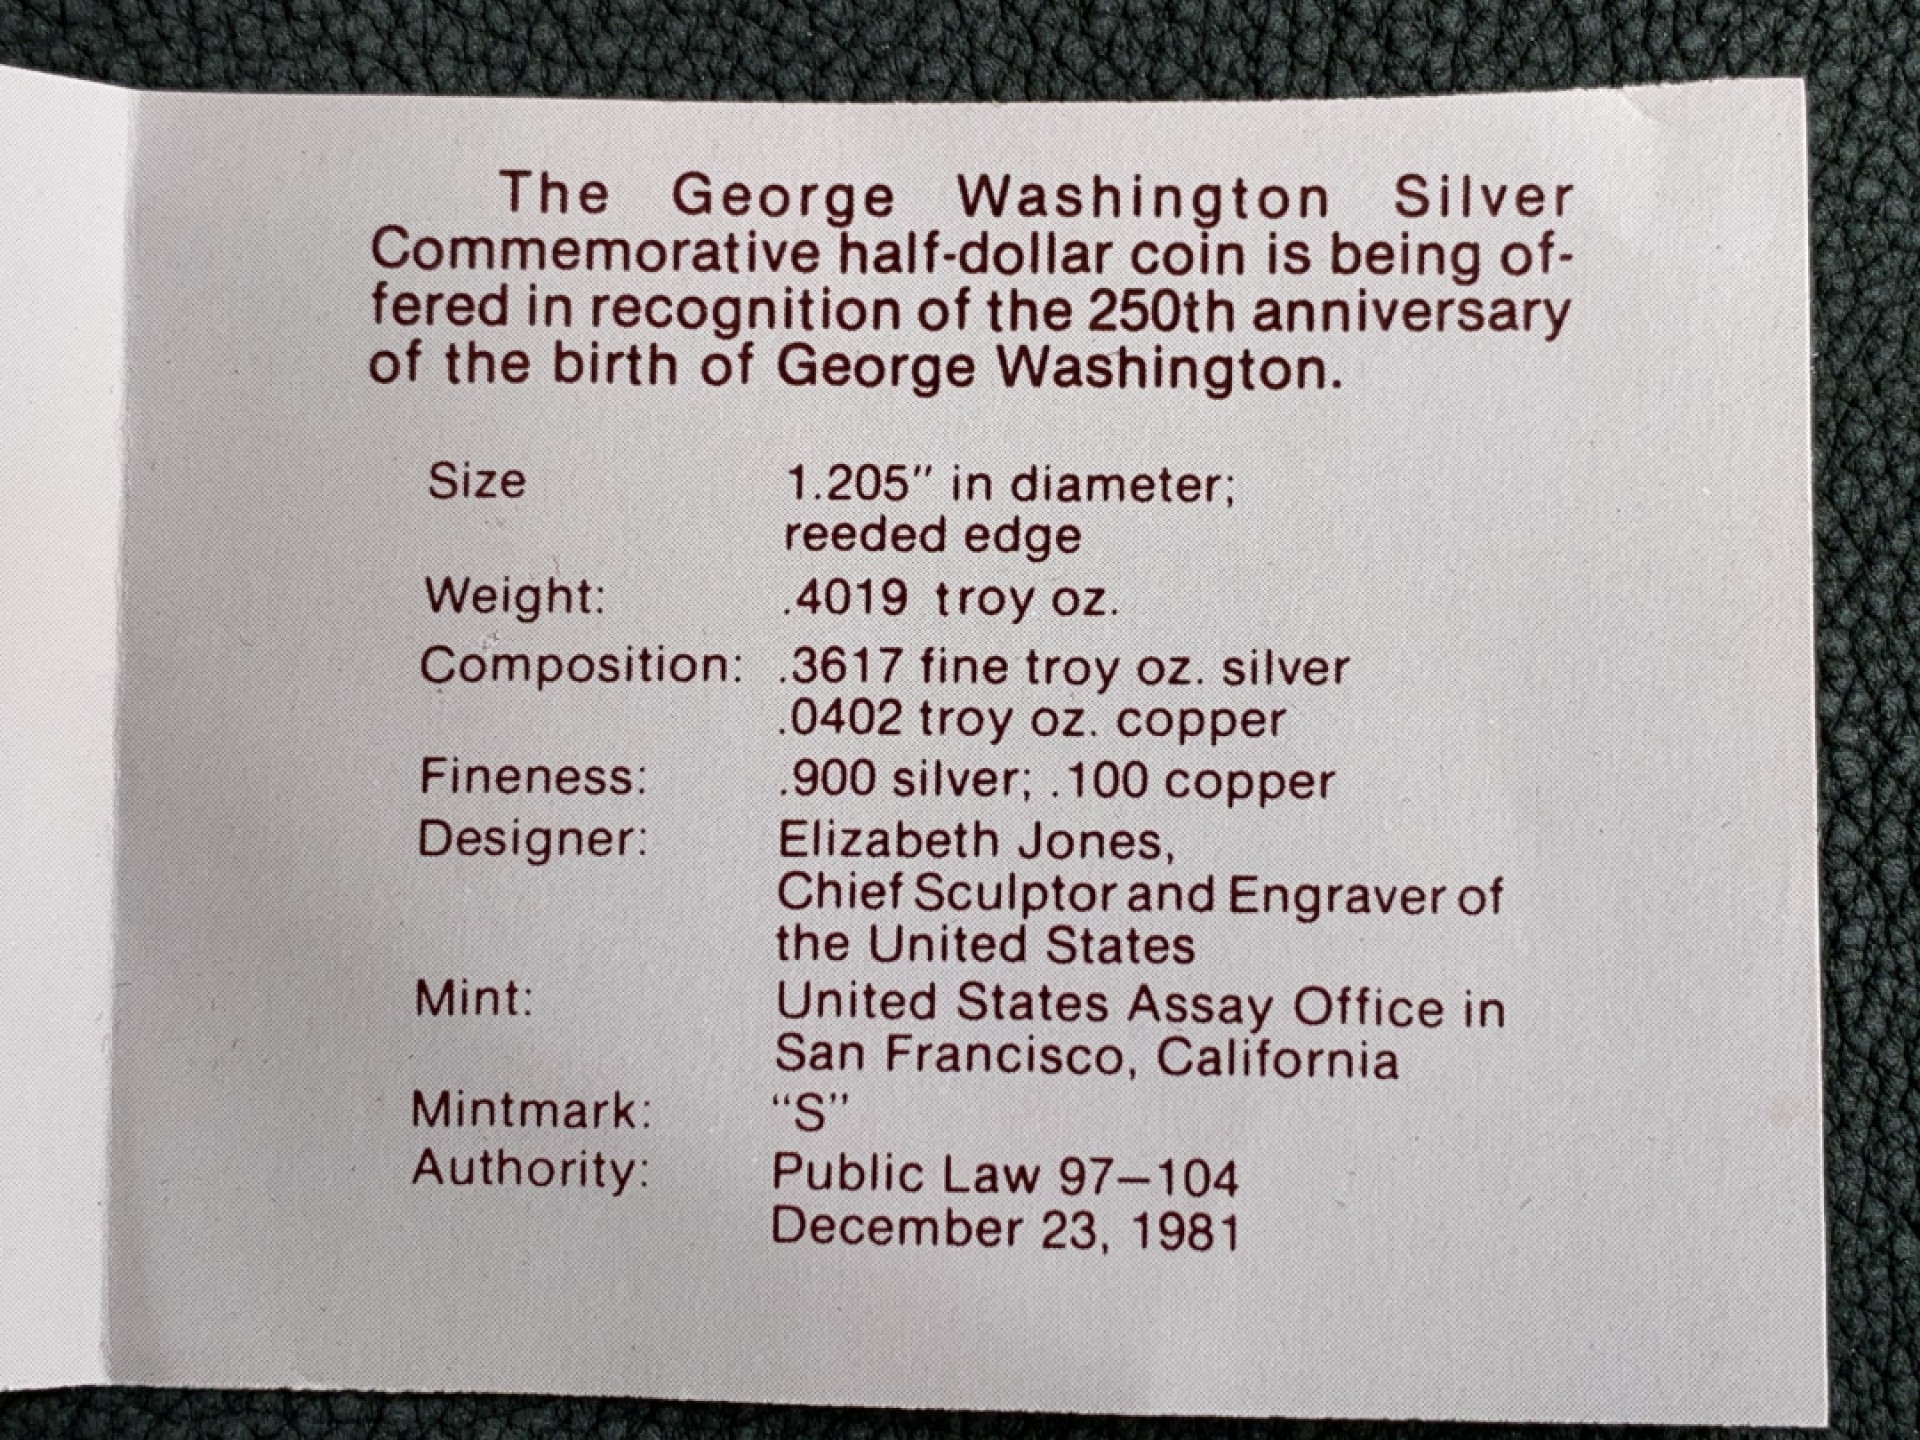 The George Washington Silver
Commemorative half-dollar coin is being of-
fered in recognition of the 250th anniversary
of the birth of George Washington.
Size 1.205″ in diameter;
reeded edge
Weight: .4019 troy oz.
Composition: .3617 fine troy oz. silver
.0402 troy oz. copper
Fineness: .900 silver; .100 copper
Designer: Elizabeth Jones,
Chief Sculptor and Engraver of
the United States
Mint: United States Assay Office in
San Francisco, California
Mintmark: “S”
Authority: Public Law 97–104
December 23, 1981